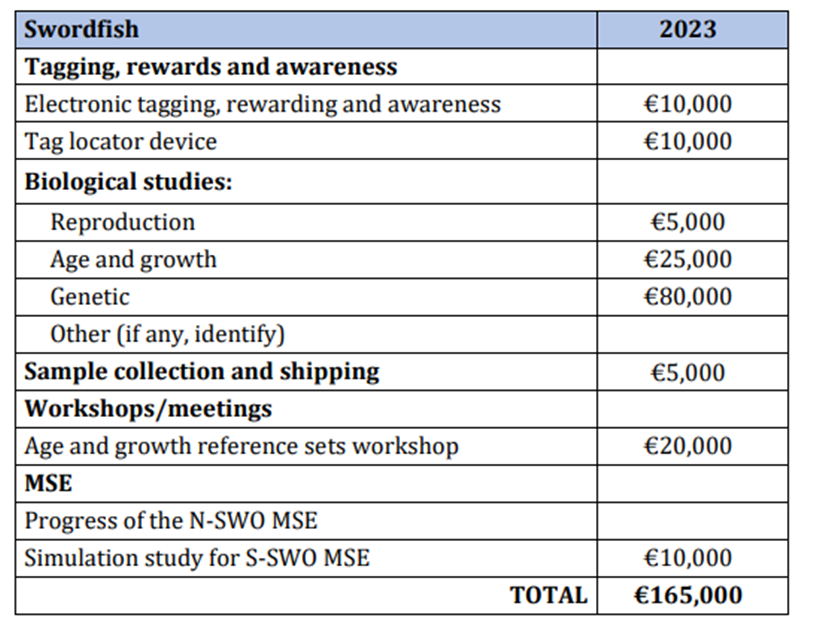 Swordfish 2023
Tagging, rewards and awareness
Electronic tagging, rewarding and awareness €10,000
Tag locator device €10,000
Biological studies:
Reproduction €5,000
Age and growth €25,000
Genetic €80,000
Other (if any, identify)
Sample collection and shipping €5,000
Workshops/meetings
Age and growth reference sets workshop €20,000
MSE
Progress of the N-SWO MSE
Simulation study for S-SWO MSE €10,000
TOTAL €165,000